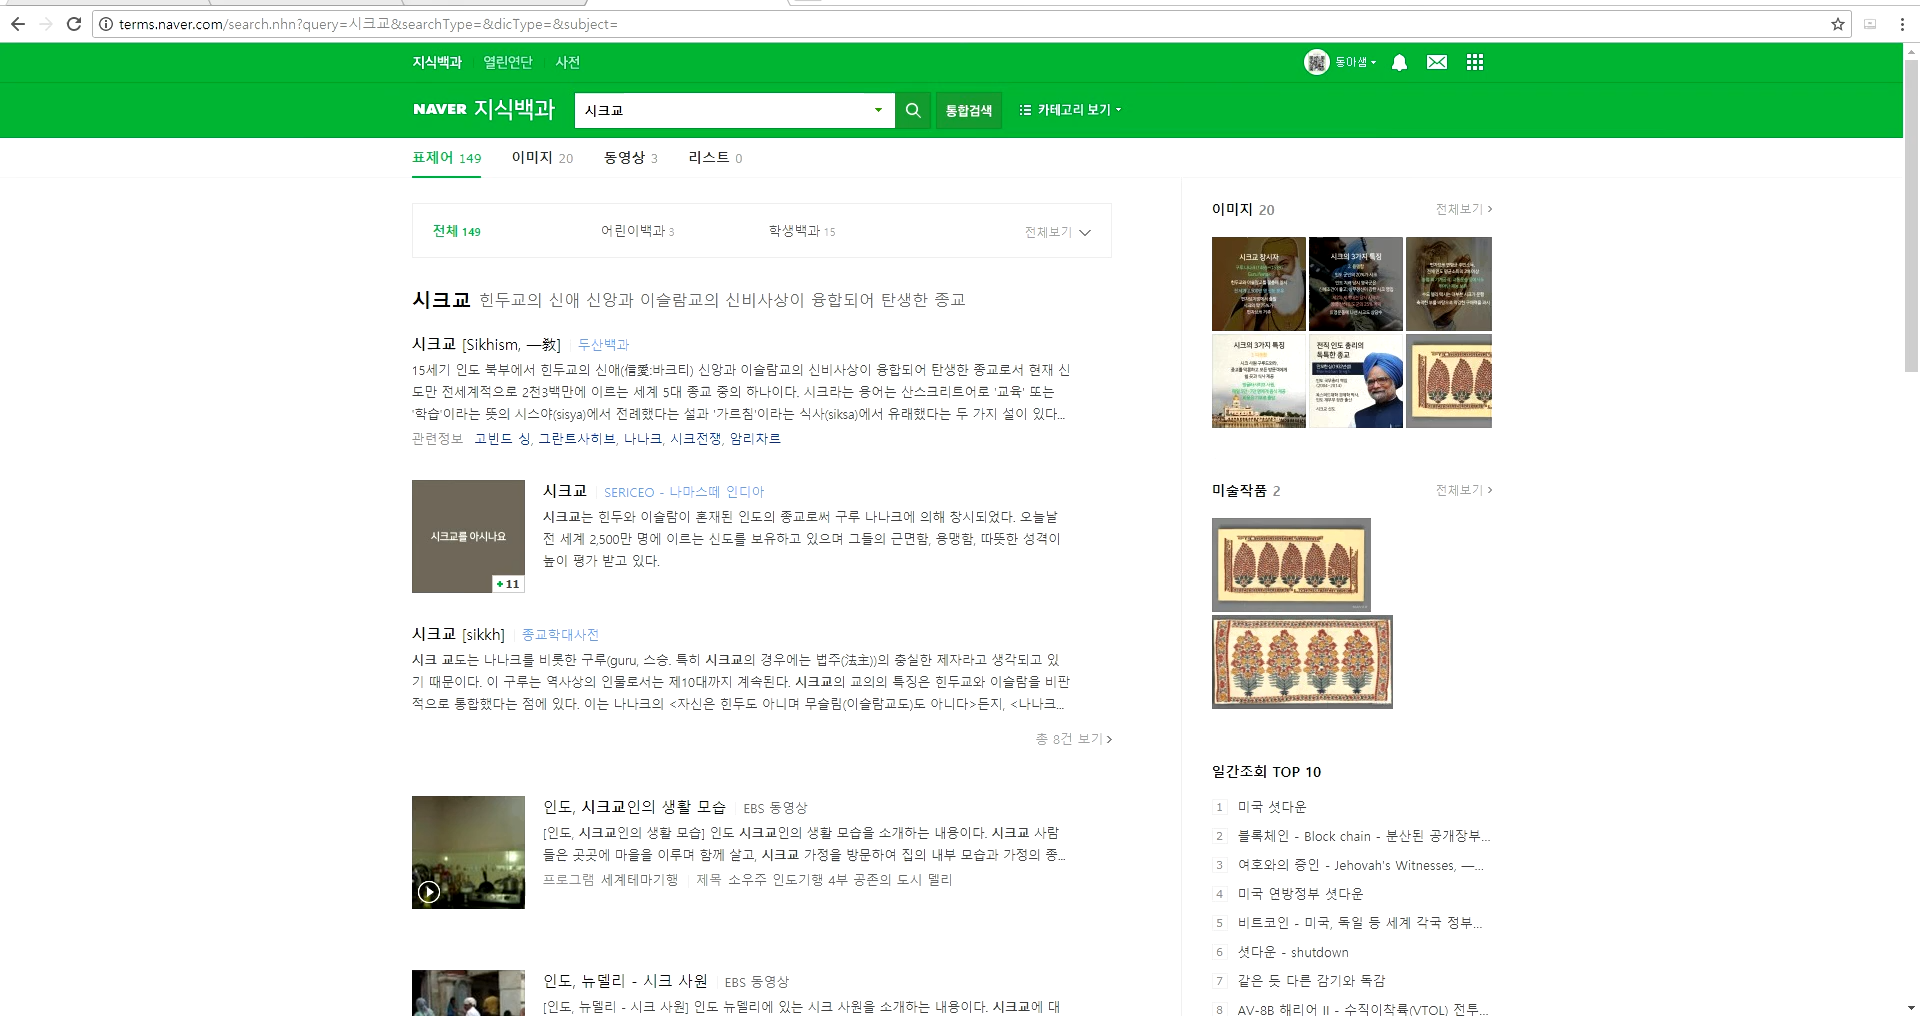 terms.naver.com/search.nhn?query=시크교&searchType=&dicType=&subject=
지식백과 열린연단 사전
동아샘
NAVER 지식백과
시크교
통합검색
카테고리 보기
표제어 149 이미지 20 동영상 3 리스트 0
전체 149 어린이백과 3 학생백과 15 전체보기
시크교 힌두교의 신애 신앙과 이슬람교의 신비사상이 융합되어 탄생한 종교
시크교 [Sikhism, ―敎] 두산백과
15세기 인도 북부에서 힌두교의 신애(信愛:바크티) 신앙과 이슬람교의 신비사상이 융합되어 탄생한 종교로서 현재 신
도만 전세계적으로 2천3백만에 이르는 세계 5대 종교 중의 하나이다. 시크라는 용어는 산스크리트어로 '교육' 또는
'학습'이라는 뜻의 시스야(sisya)에서 전례했다는 설과 '가르침'이라는 식사(siksa)에서 유래했다는 두 가지 설이 있다...
관련정보 고빈드 싱, 그란트사히브, 나나크, 시크전쟁, 암리차르
시크교를 아시나요
+11
시크교 SERICEO - 나마스떼 인디아
시크교는 힌두와 이슬람이 혼재된 인도의 종교로써 구루 나나크에 의해 창시되었다. 오늘날
전 세계 2,500만 명에 이르는 신도를 보유하고 있으며 그들의 근면함, 용맹함, 따뜻한 성격이
높이 평가 받고 있다.
시크교 [sikkh] 종교학대사전
시크 교도는 나나크를 비롯한 구루(guru, 스승. 특히 시크교의 경우에는 법주(法主))의 충실한 제자라고 생각되고 있
기 때문이다. 이 구루는 역사상의 인물로서는 제10대까지 계속된다. 시크교의 교의의 특징은 힌두교와 이슬람을 비판
적으로 통합했다는 점에 있다. 이는 나나크의 <자신은 힌두도 아니며 무슬림(이슬람교도)도 아니다>든지, <나나크...
총 8건 보기
인도, 시크교인의 생활 모습 EBS 동영상
[인도, 시크교인의 생활 모습] 인도 시크교인의 생활 모습을 소개하는 내용이다. 시크교 사람
들은 곳곳에 마을을 이루며 함께 살고, 시크교 가정을 방문하여 집의 내부 모습과 가정의 종...
프로그램 세계테마기행 제목 소우주 인도기행 4부 공존의 도시 델리
인도, 뉴델리 - 시크 사원 EBS 동영상
[인도, 뉴델리 - 시크 사원] 인도 뉴델리에 있는 시크 사원을 소개하는 내용이다. 시크교에 대
이미지 20 전체보기
시크교 창시자
시크의 3가지 특징
시크의 3가지 특징
전직 인도 총리의
독특한 종교
미술작품 2 전체보기
일간조회 TOP 10
1 미국 셧다운
2 블록체인 - Block chain - 분산된 공개장부...
3 여호와의 증인 - Jehovah's Witnesses, ―...
4 미국 연방정부 셧다운
5 비트코인 - 미국, 독일 등 세계 각국 정부...
6 셧다운 - shutdown
7 같은 듯 다른 감기와 독감
8 AV-8B 해리어 II - 수직이착륙(VTOL) 전투...